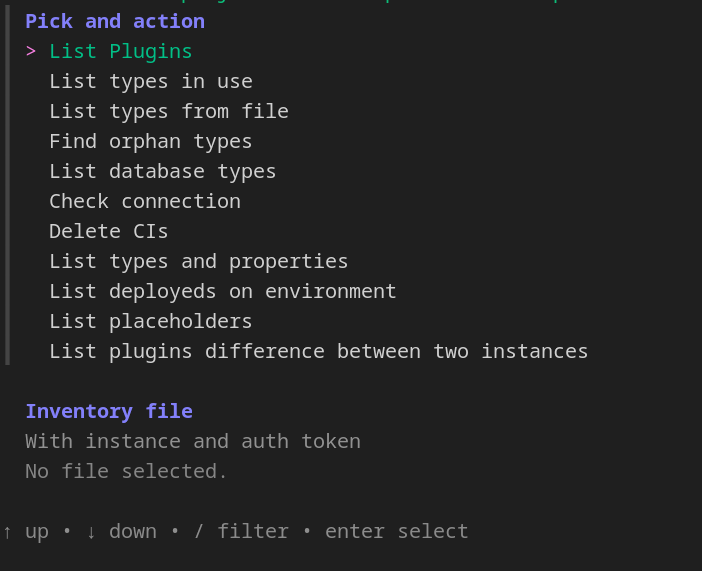 Pick and action
> List Plugins
List types in use
List types from file
Find orphan types
List database types
Check connection
Delete CIs
List types and properties
List deployeds on environment
List placeholders
List plugins difference between two instances
Inventory file
With instance and auth token
No file selected.
↑ up • ↓ down • / filter • enter select